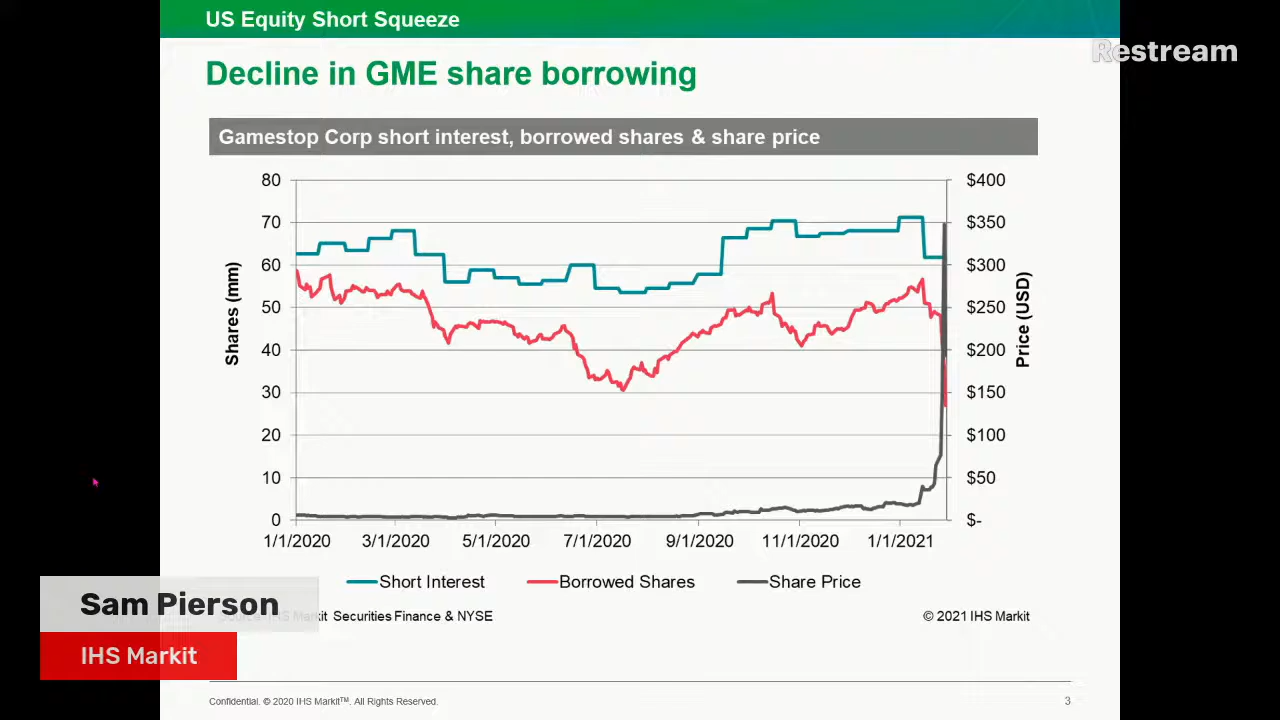 US Equity Short Squeeze
Restream
Decline in GME share borrowing
Gamestop Corp short interest, borrowed shares & share price
80
70
60
50
40
30
20
10
0
Shares (mm)
$400
$350
$300
$250
$200
$150
$100
$50
$-
Price (USD)
1/1/2020 3/1/2020 5/1/2020 7/1/2020 9/1/2020 11/1/2020 1/1/2021
Short Interest Borrowed Shares Share Price
Sam Pierson
IHS Markit
Source: IHS Markit Securities Finance & NYSE
© 2021 IHS Markit
Confidential. © 2020 IHS Markit™. All Rights Reserved.
3